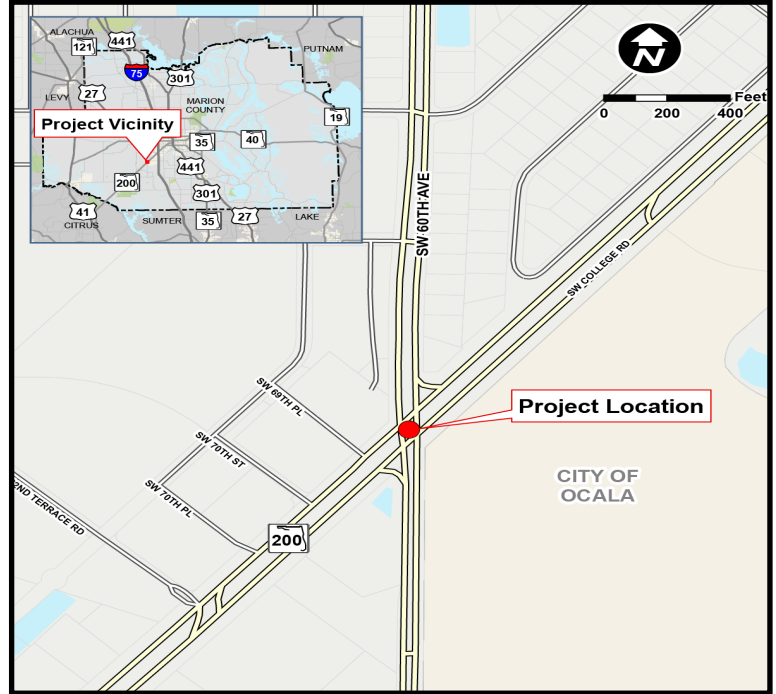 ALACHUA
121
441
PUTNAM
75
301
LEVY
27
MARION
COUNTY
19
Project Vicinity
35
40
441
200
301
41
27
CITRUS
SUMTER
35
LAKE
N
Feet
0 200 400
SW 60TH AVE
SW COLLEGE RD
SW 69TH PL
Project Location
SW 70TH ST
CITY OF
OCALA
SW 70TH PL
2ND TERRACE RD
200